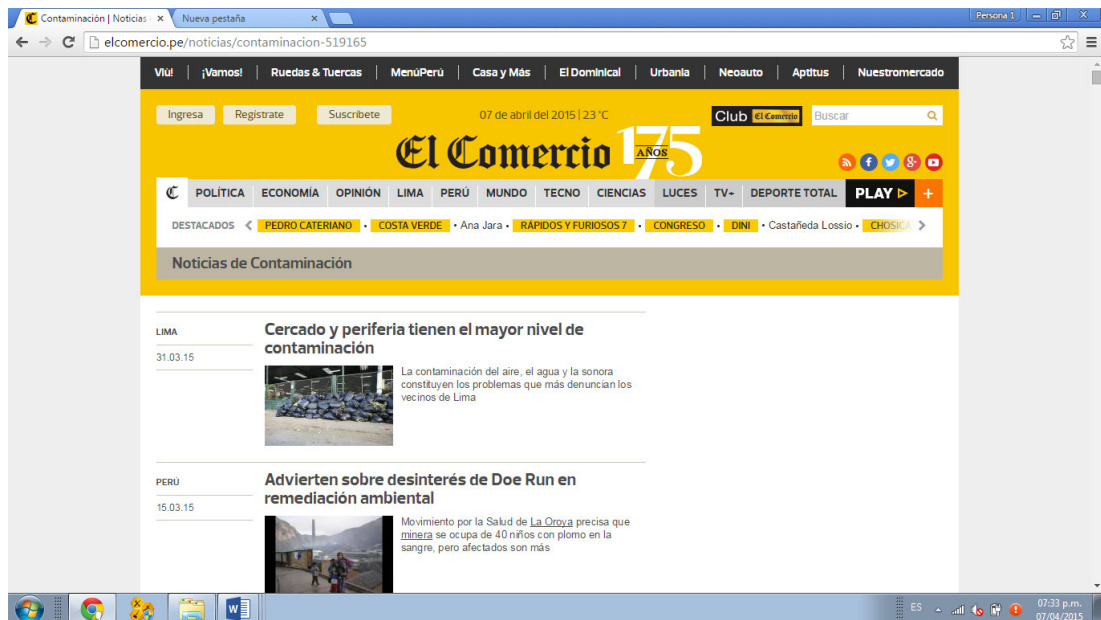 Contaminación | Noticias
Nueva pestaña
Persona 1
elcomercio.pe/noticias/contaminacion-519165
Viú! | ¡Vamos! | Ruedas & Tuercas | MenúPerú | Casa y Más | El Dominical | Urbania | Neoauto | Aptitus | Nuestromercado
Ingresa Regístrate Suscríbete 07 de abril del 2015 | 23 °C Club El Comercio Buscar
El Comercio 175
AÑOS
POLÍTICA ECONOMÍA OPINIÓN LIMA PERÚ MUNDO TECNO CIENCIAS LUCES TV+ DEPORTE TOTAL PLAY +
DESTACADOS PEDRO CATERIANO • COSTA VERDE • Ana Jara • RÁPIDOS Y FURIOSOS 7 • CONGRESO • DINI • Castañeda Lossio • CHOSICA
Noticias de Contaminación
LIMA
31.03.15
Cercado y periferia tienen el mayor nivel de
contaminación
La contaminación del aire, el agua y la sonora
constituyen los problemas que más denuncian los
vecinos de Lima
PERÚ
15.03.15
Advierten sobre desinterés de Doe Run en
remediación ambiental
Movimiento por la Salud de La Oroya precisa que
minera se ocupa de 40 niños con plomo en la
sangre, pero afectados son más
ES
07:33 p.m.
07/04/2015